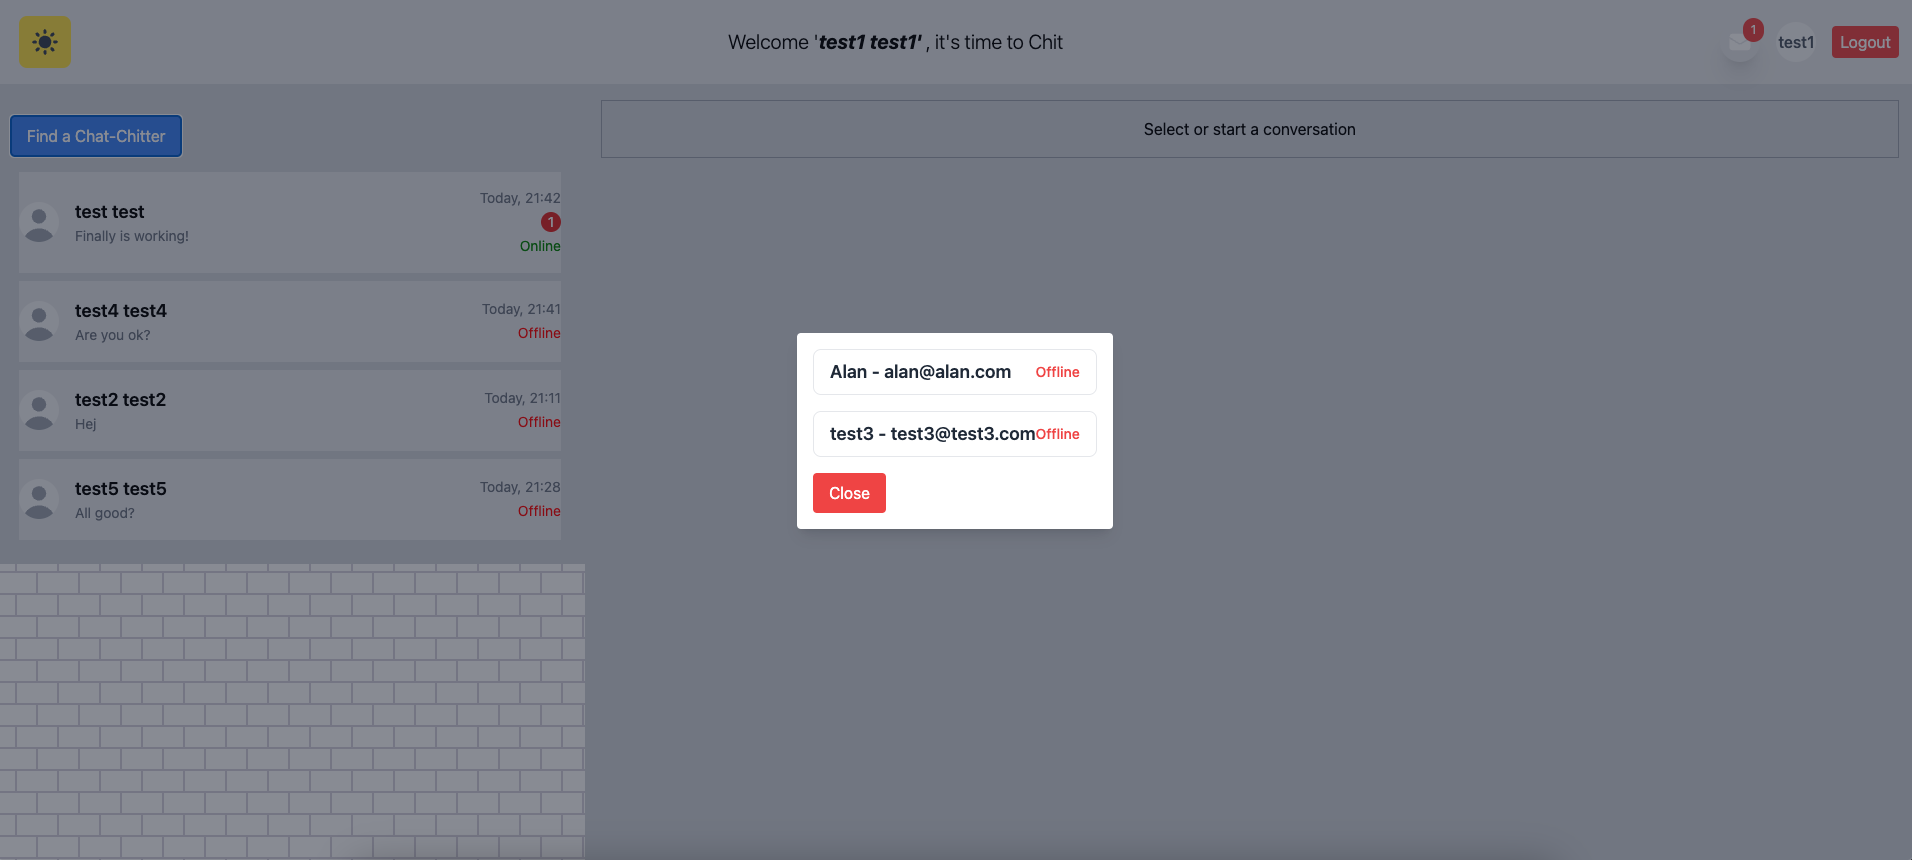 Welcome 'test1 test1' , it's time to Chit
1
test1
Logout
Find a Chat-Chitter
Select or start a conversation
test test
Finally is working!
Today, 21:42
1
Online
test4 test4
Are you ok?
Today, 21:41
Offline
test2 test2
Hej
Today, 21:11
Offline
test5 test5
All good?
Today, 21:28
Offline
Alan - alan@alan.com Offline
test3 - test3@test3.com Offline
Close